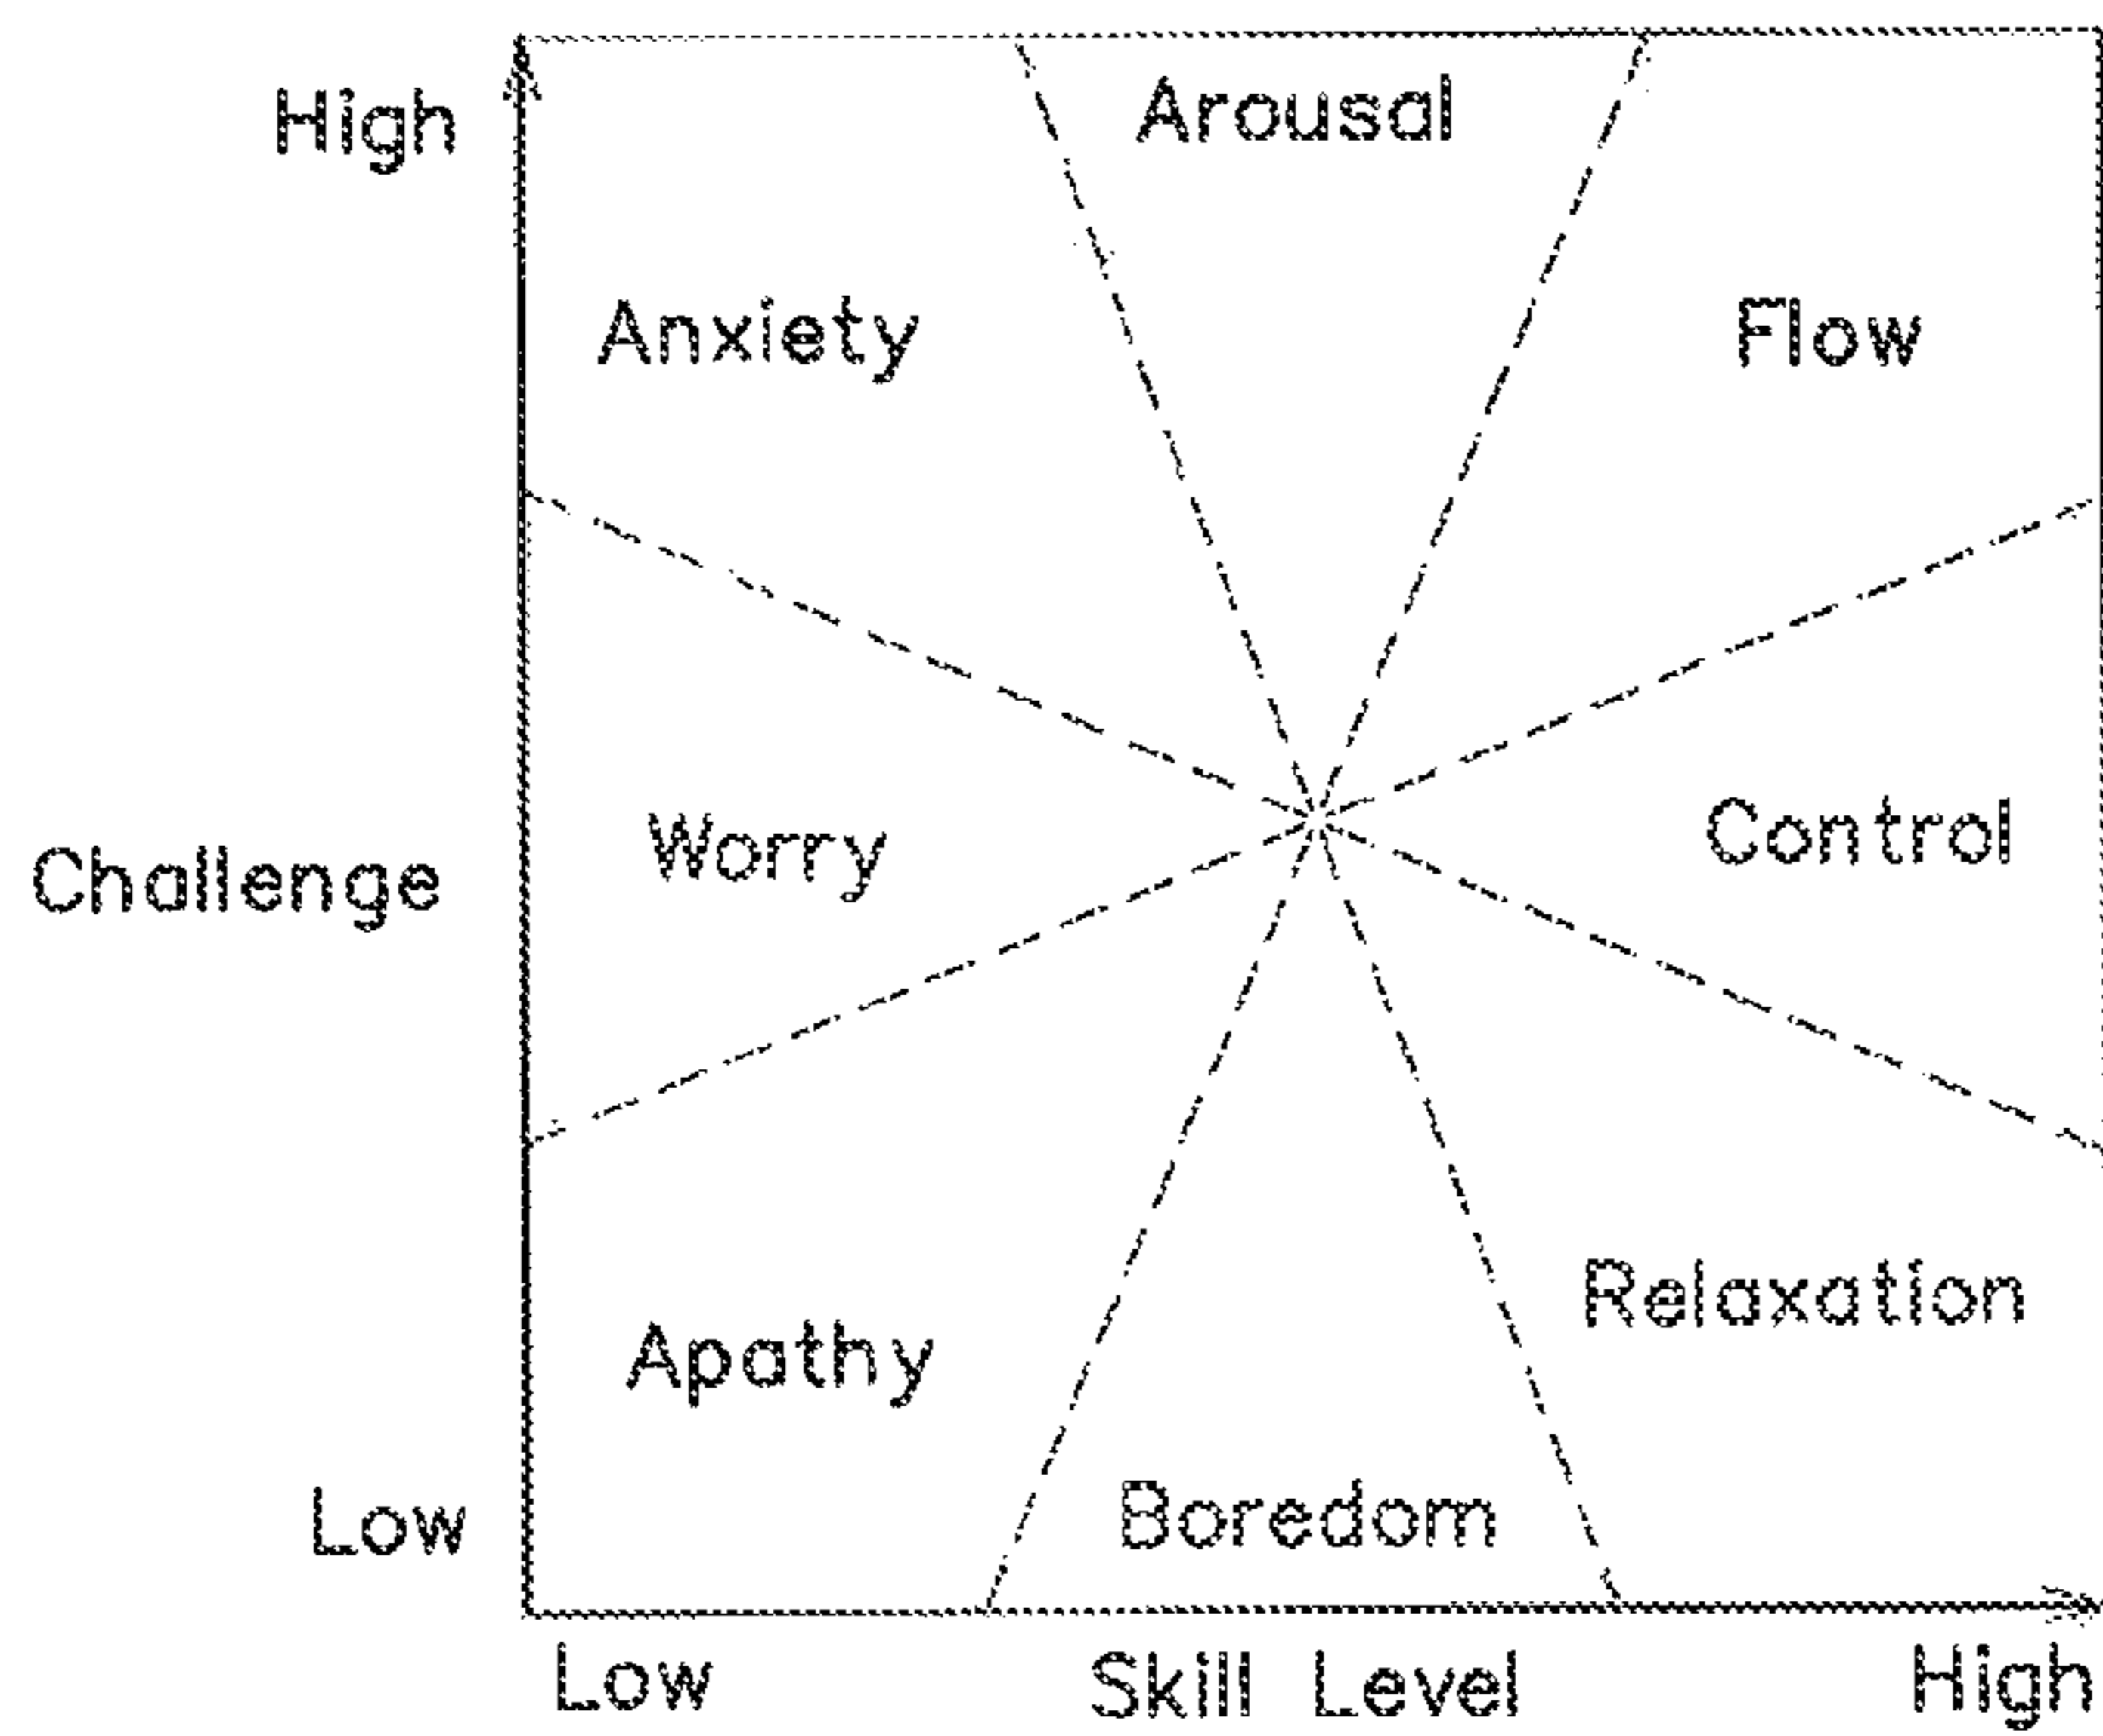 High
Arousal
Anxiety
Flow
Worry
Control
Challenge
Relaxation
Apathy
Boredom
Low
Low
Skill Level
High